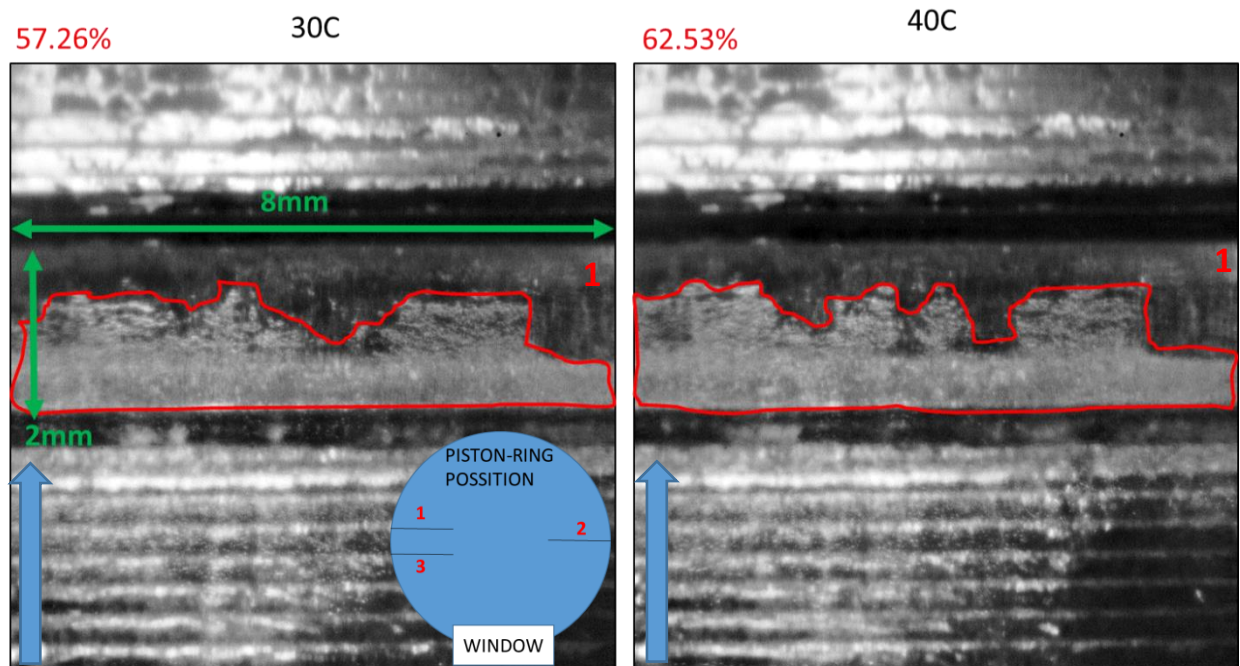 30C
57.26%
8mm
1
2mm
PISTON-RING
POSSITION
1
2
3
WINDOW
40C
62.53%
1